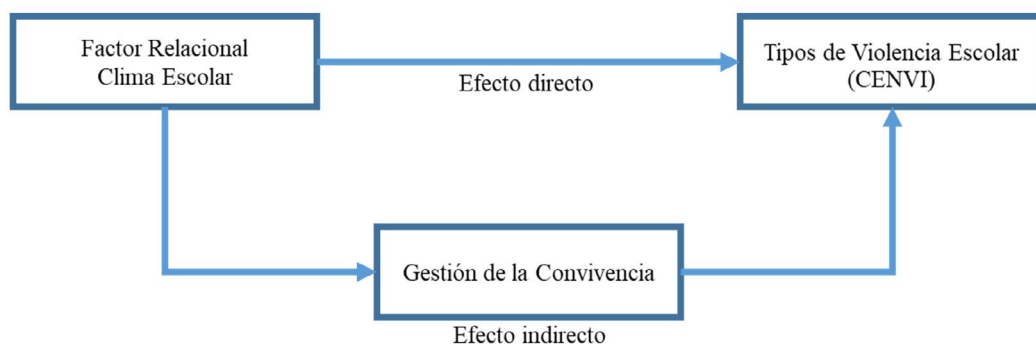 Factor Relacional
Clima Escolar
Efecto directo
Tipos de Violencia Escolar
(CENVI)
Gestión de la Convivencia
Efecto indirecto